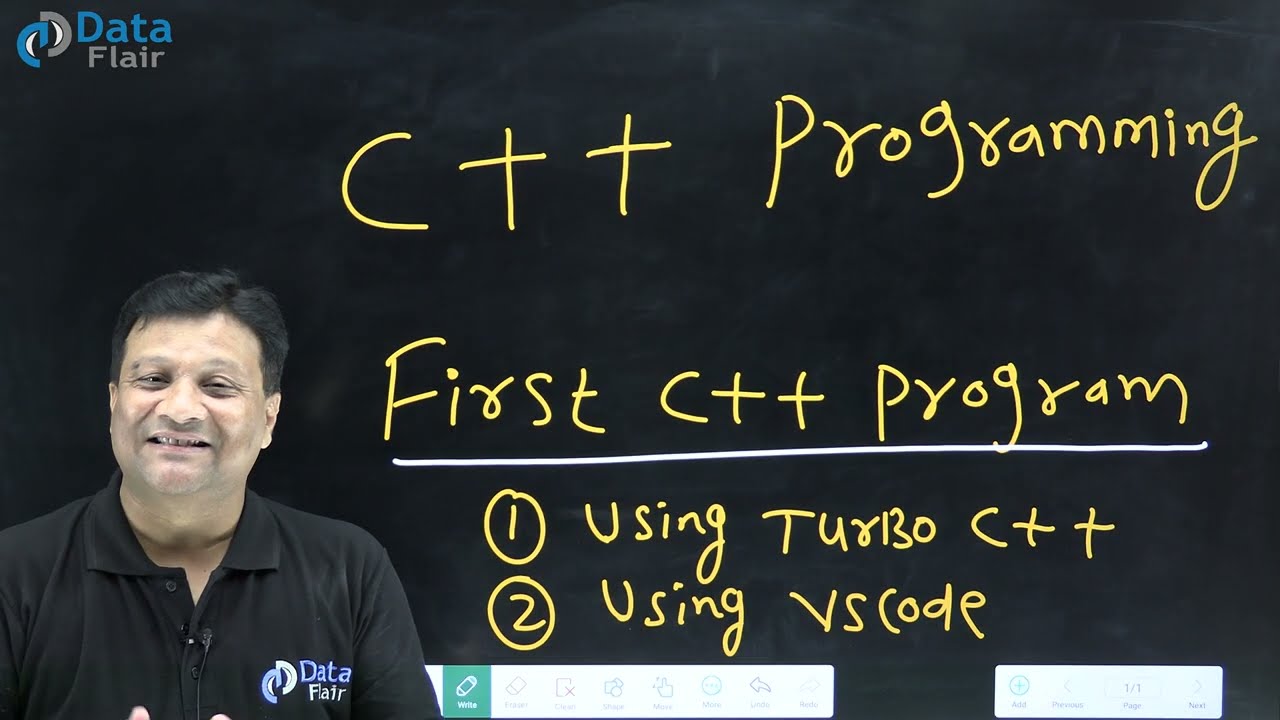 Data
Flair
C++ Programming
First C++ Program
① Using TurBo C++
② Using VScode
Data
Flair
Write
Eraser
Clean
Shape
Move
More
Undo
Redo
Add
Previous
1/1
Page
Next